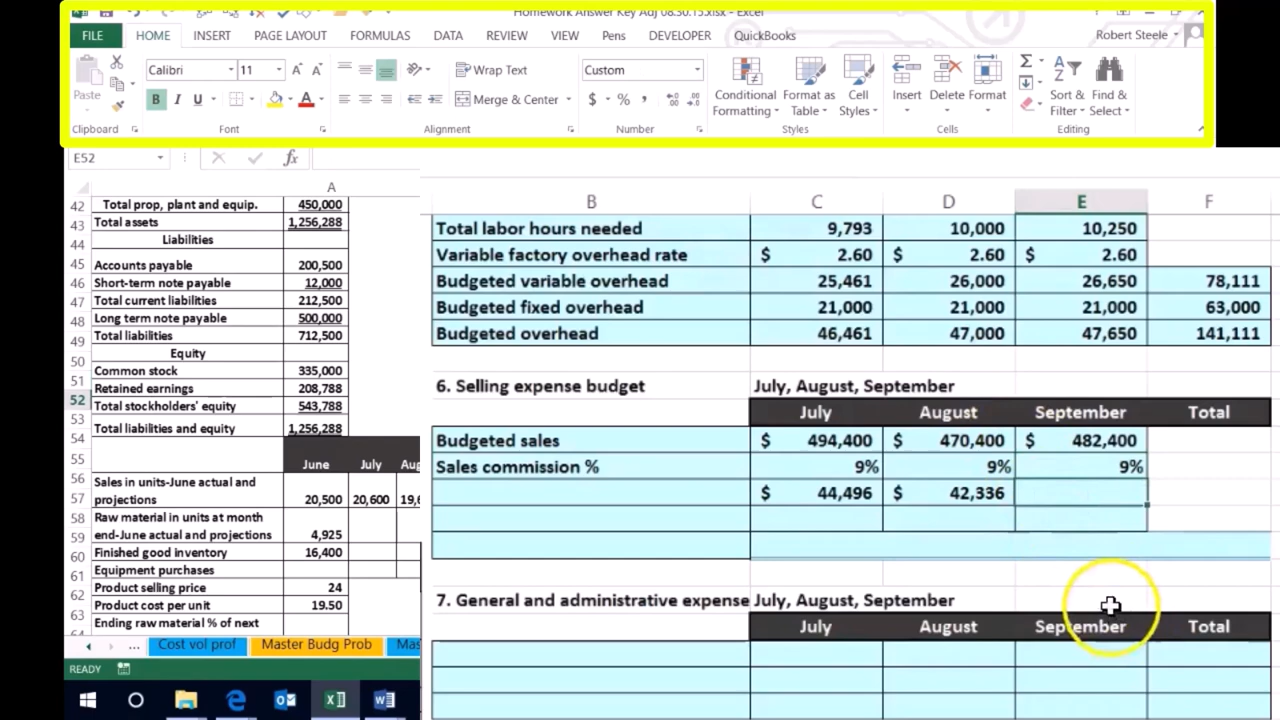 Homework Answer Key Adj 08.30.15.xlsx - Excel
FILE HOME INSERT PAGE LAYOUT FORMULAS DATA REVIEW VIEW Pens DEVELOPER QuickBooks Robert Steele
Paste Calibri 11 A A Wrap Text Custom Conditional Formatting Format as Table Cell Styles Insert Delete Format Sort & Filter Find & Select
B I U A Merge & Center $ % ,
Clipboard Font Alignment Number Styles Cells Editing
E52 fx
A
42 Total prop, plant and equip. 450,000
43 Total assets 1,256,288
44 Liabilities
45 Accounts payable 200,500
46 Short-term note payable 12,000
47 Total current liabilities 212,500
48 Long term note payable 500,000
49 Total liabilities 712,500
50 Equity
51 Common stock 335,000
52 Retained earnings 208,788
53 Total stockholders' equity 543,788
54 Total liabilities and equity 1,256,288
55 June July Aug
56 Sales in units-June actual and
57 projections 20,500 20,600 19,6
58 Raw material in units at month
59 end-June actual and projections 4,925
60 Finished good inventory 16,400
61 Equipment purchases
62 Product selling price 24
63 Product cost per unit 19.50
64 Ending raw material % of next
B C D E F
Total labor hours needed 9,793 10,000 10,250
Variable factory overhead rate $ 2.60 $ 2.60 $ 2.60
Budgeted variable overhead 25,461 26,000 26,650 78,111
Budgeted fixed overhead 21,000 21,000 21,000 63,000
Budgeted overhead 46,461 47,000 47,650 141,111
6. Selling expense budget July, August, September
July August September Total
Budgeted sales $ 494,400 $ 470,400 $ 482,400
Sales commission % 9% 9% 9%
$ 44,496 $ 42,336
7. General and administrative expense July, August, September
July August September Total
... Cost vol prof Master Budg Prob Mas
READY